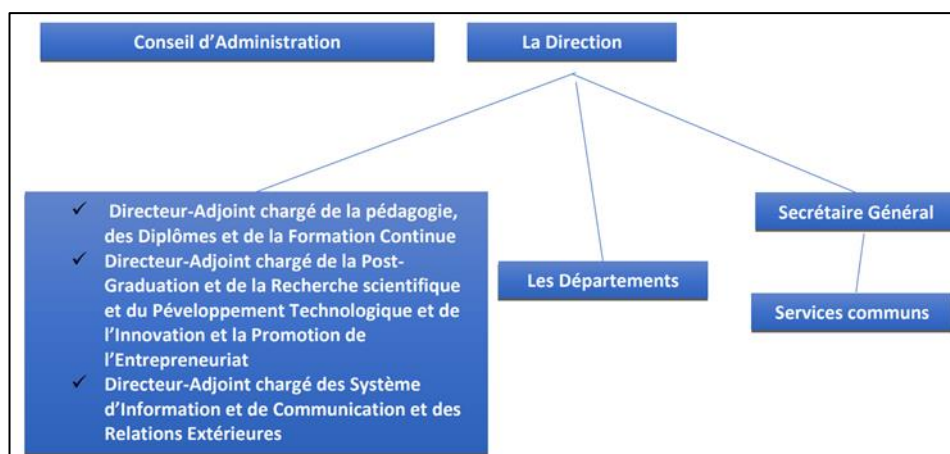 Conseil d’Administration
La Direction
✓ Directeur-Adjoint chargé de la pédagogie,
des Diplômes et de la Formation Continue
✓ Directeur-Adjoint chargé de la Post-
Graduation et de la Recherche scientifique
et du Péveloppement Technologique et de
l’Innovation et la Promotion de
l’Entrepreneuriat
✓ Directeur-Adjoint chargé des Système
d’Information et de Communication et des
Relations Extérieures
Les Départements
Secrétaire Général
Services communs